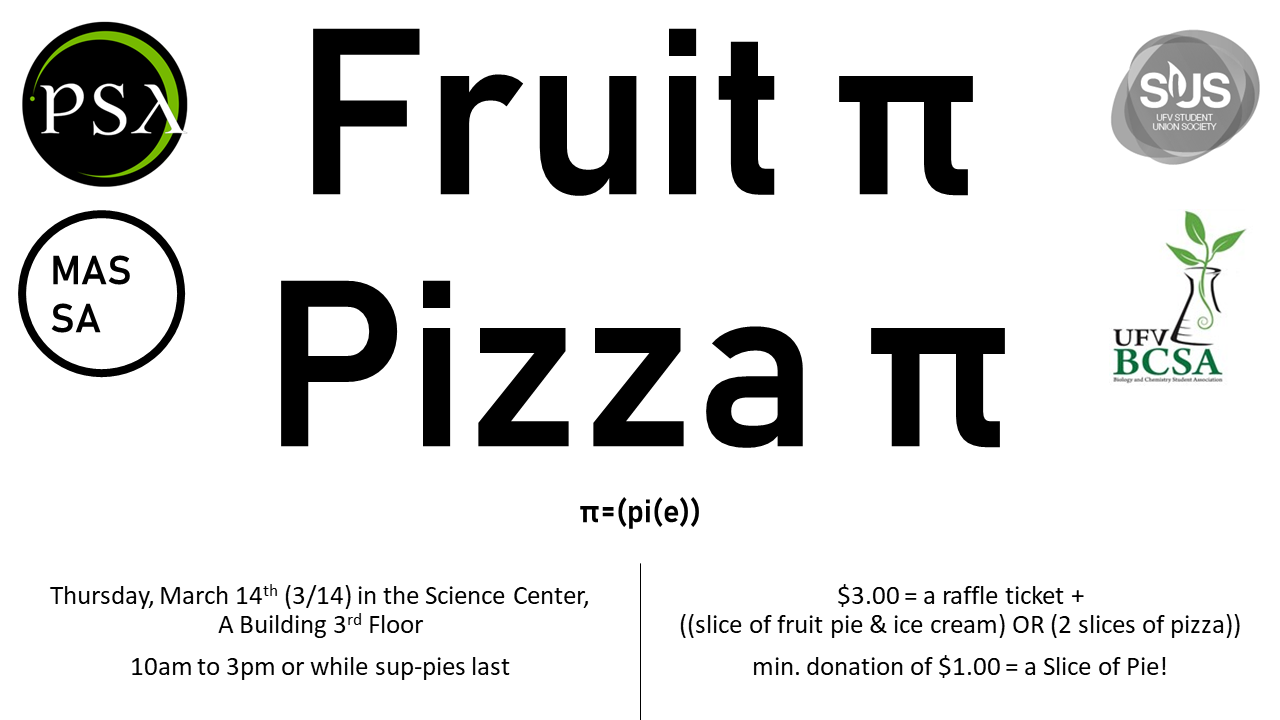 PSA
Fruit π
SUS
UFV STUDENT
UNION SOCIETY
MAS
SA
Pizza π
UFV
BCSA
Biology and Chemistry Student Association
π=(pi(e))
Thursday, March 14th (3/14) in the Science Center,
A Building 3rd Floor
10am to 3pm or while sup-pies last
$3.00 = a raffle ticket +
((slice of fruit pie & ice cream) OR (2 slices of pizza))
min. donation of $1.00 = a Slice of Pie!